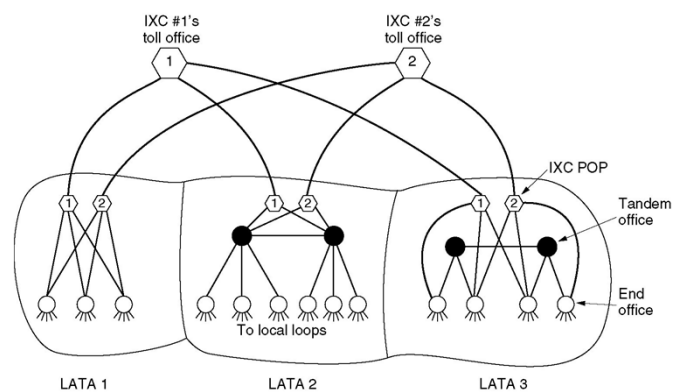 IXC #1's
toll office
IXC #2's
toll office
1
2
IXC POP
1
2
1
2
1
2
Tandem
office
End
office
To local loops
LATA 1
LATA 2
LATA 3